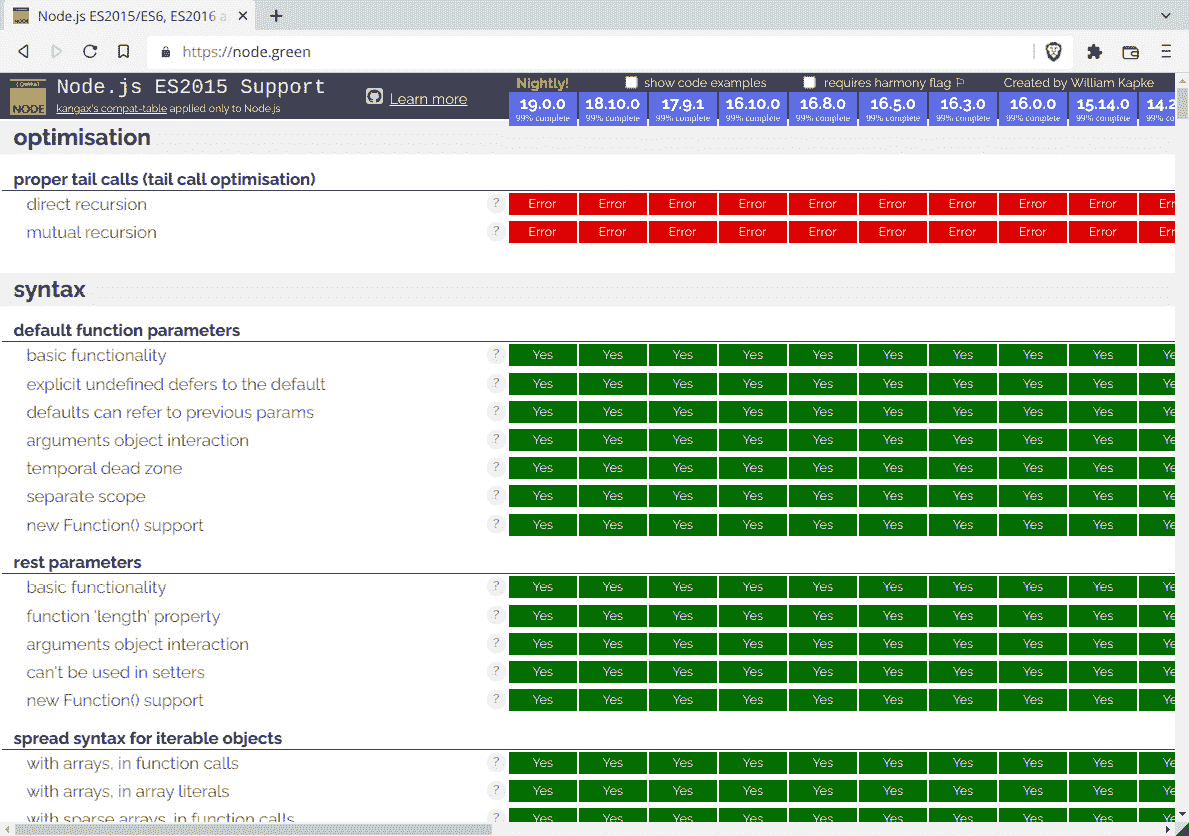 Node.js ES2015/ES6, ES2016 a
https://node.green
Node.js ES2015 Support
NODE
kangax's compat-table applied only to Node.js
Learn more
Nightly!
show code examples
requires harmony flag
Created by William Kapke
19.0.0 18.10.0 17.9.1 16.10.0 16.8.0 16.5.0 16.3.0 16.0.0 15.14.0 14.2
99% complete 99% complete 99% complete 99% complete 99% complete 99% complete 99% complete 99% complete 99% complete 99% co
optimisation
proper tail calls (tail call optimisation)
direct recursion ? Error Error Error Error Error Error Error Error Error Err
mutual recursion ? Error Error Error Error Error Error Error Error Error Err
syntax
default function parameters
basic functionality ? Yes Yes Yes Yes Yes Yes Yes Yes Yes Ye
explicit undefined defers to the default ? Yes Yes Yes Yes Yes Yes Yes Yes Yes Ye
defaults can refer to previous params ? Yes Yes Yes Yes Yes Yes Yes Yes Yes Ye
arguments object interaction ? Yes Yes Yes Yes Yes Yes Yes Yes Yes Ye
temporal dead zone ? Yes Yes Yes Yes Yes Yes Yes Yes Yes Ye
separate scope ? Yes Yes Yes Yes Yes Yes Yes Yes Yes Ye
new Function() support ? Yes Yes Yes Yes Yes Yes Yes Yes Yes Ye
rest parameters
basic functionality ? Yes Yes Yes Yes Yes Yes Yes Yes Yes Ye
function 'length' property ? Yes Yes Yes Yes Yes Yes Yes Yes Yes Ye
arguments object interaction ? Yes Yes Yes Yes Yes Yes Yes Yes Yes Ye
can't be used in setters ? Yes Yes Yes Yes Yes Yes Yes Yes Yes Ye
new Function() support ? Yes Yes Yes Yes Yes Yes Yes Yes Yes Ye
spread syntax for iterable objects
with arrays, in function calls ? Yes Yes Yes Yes Yes Yes Yes Yes Yes Ye
with arrays, in array literals ? Yes Yes Yes Yes Yes Yes Yes Yes Yes Ye
with sparse arrays, in function calls ? Yes Yes Yes Yes Yes Yes Yes Yes Yes Ye